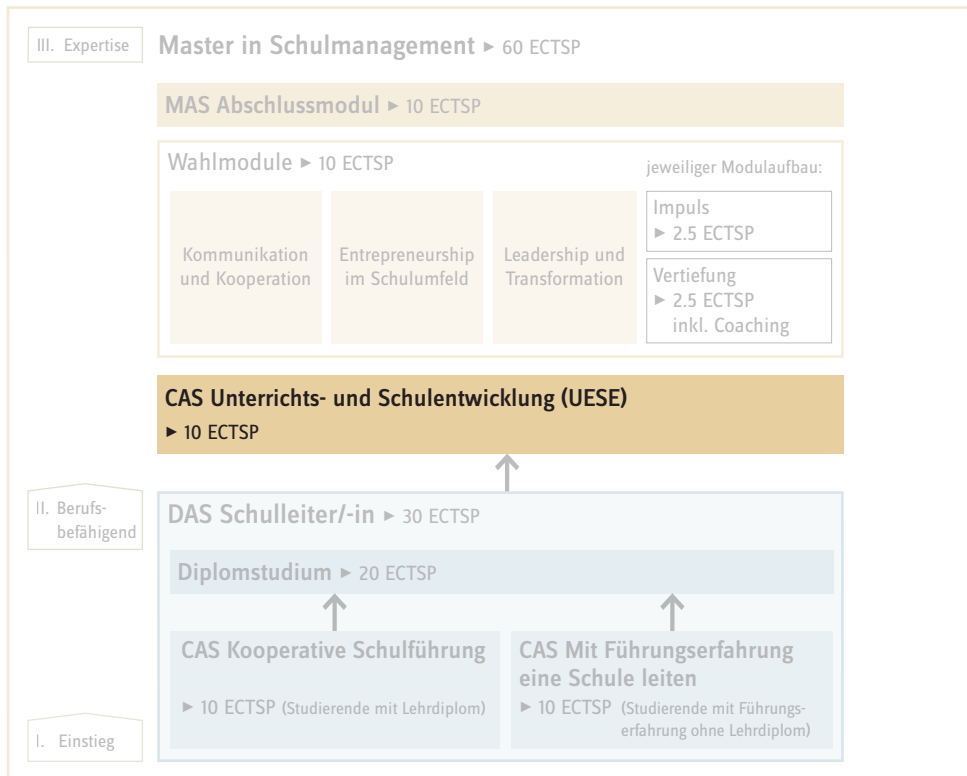 III. Expertise
Master in Schulmanagement ► 60 ECTSP
MAS Abschlussmodul ► 10 ECTSP
Wahlmodule ► 10 ECTSP
jeweiliger Modulaufbau:
Kommunikation
und Kooperation
Entrepreneurship
im Schulumfeld
Leadership und
Transformation
Impuls
► 2.5 ECTSP
Vertiefung
► 2.5 ECTSP
inkl. Coaching
CAS Unterrichts- und Schulentwicklung (UESE)
► 10 ECTSP
II. Berufs-
befähigend
DAS Schulleiter/-in ► 30 ECTSP
Diplomstudium ► 20 ECTSP
CAS Kooperative Schulführung
► 10 ECTSP (Studierende mit Lehrdiplom)
CAS Mit Führungserfahrung
eine Schule leiten
► 10 ECTSP (Studierende mit Führungs-
erfahrung ohne Lehrdiplom)
I. Einstieg